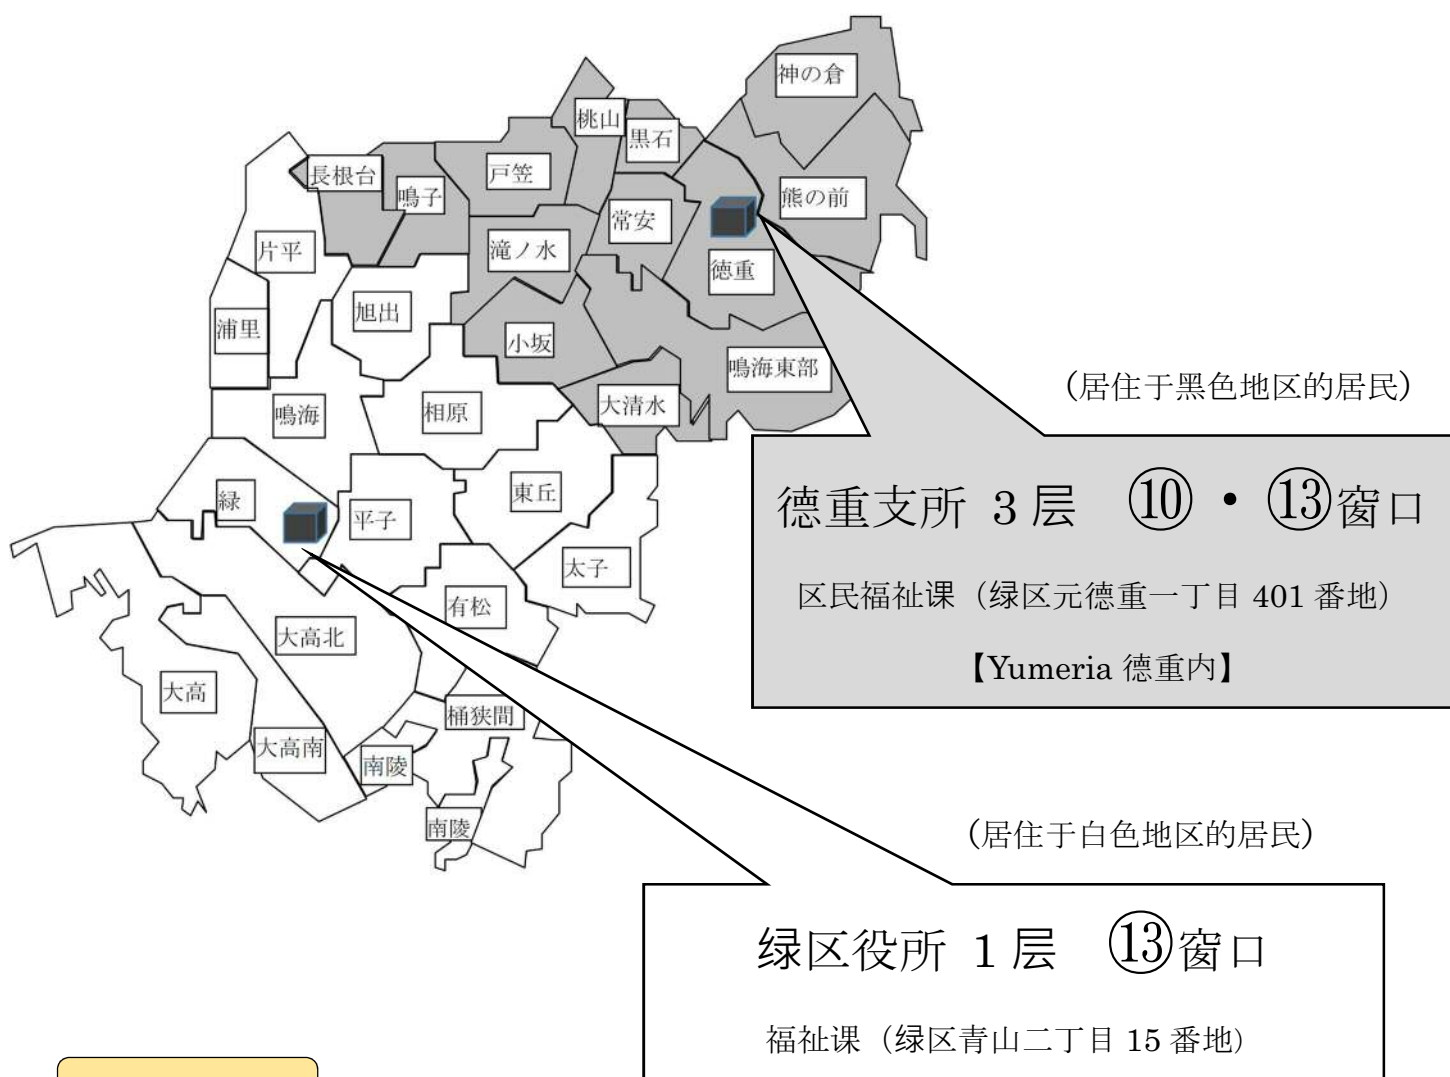 神の倉
桃山
黒石
長根台
鳴子
戸笠
熊の前
常安
片平
滝ノ水
徳重
旭出
浦里
小坂
鳴海東部
(居住于黑色地区的居民)
鳴海
相原
大清水
緑
平子
東丘
德重支所 3层 ⑩・⑬窗口
太子
区民福祉课（绿区元德重一丁目 401 番地）
有松
大高北
【Yumeria 德重内】
大高
桶狭間
大高南
南陵
南陵
(居住于白色地区的居民)
绿区役所 1层 ⑬窗口
福祉课（绿区青山二丁目 15 番地）